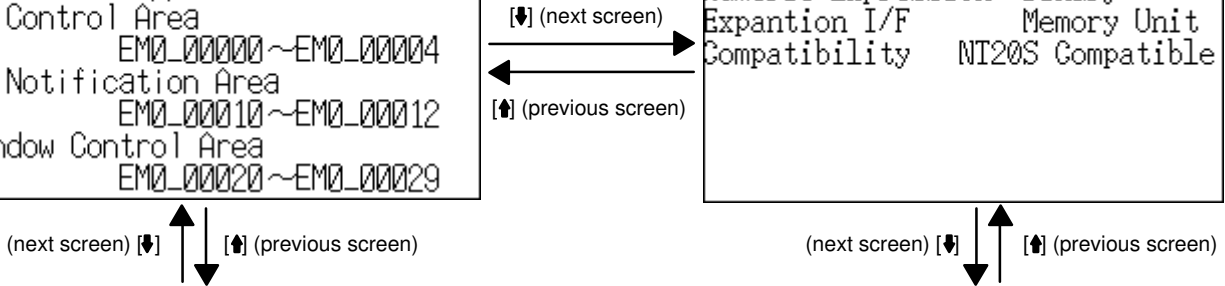 Control Area
EM0_00000~EM0_00004
Notification Area
EM0_00010~EM0_00012
Control Area
EM0_00020~EM0_00029
[⬇] (next screen)
[⬆] (previous screen)
Expantion I/F Memory Unit
Compatibility NT20S Compatible
(next screen) [⬇]
[⬆] (previous screen)
(next screen) [⬇]
[⬆] (previous screen)